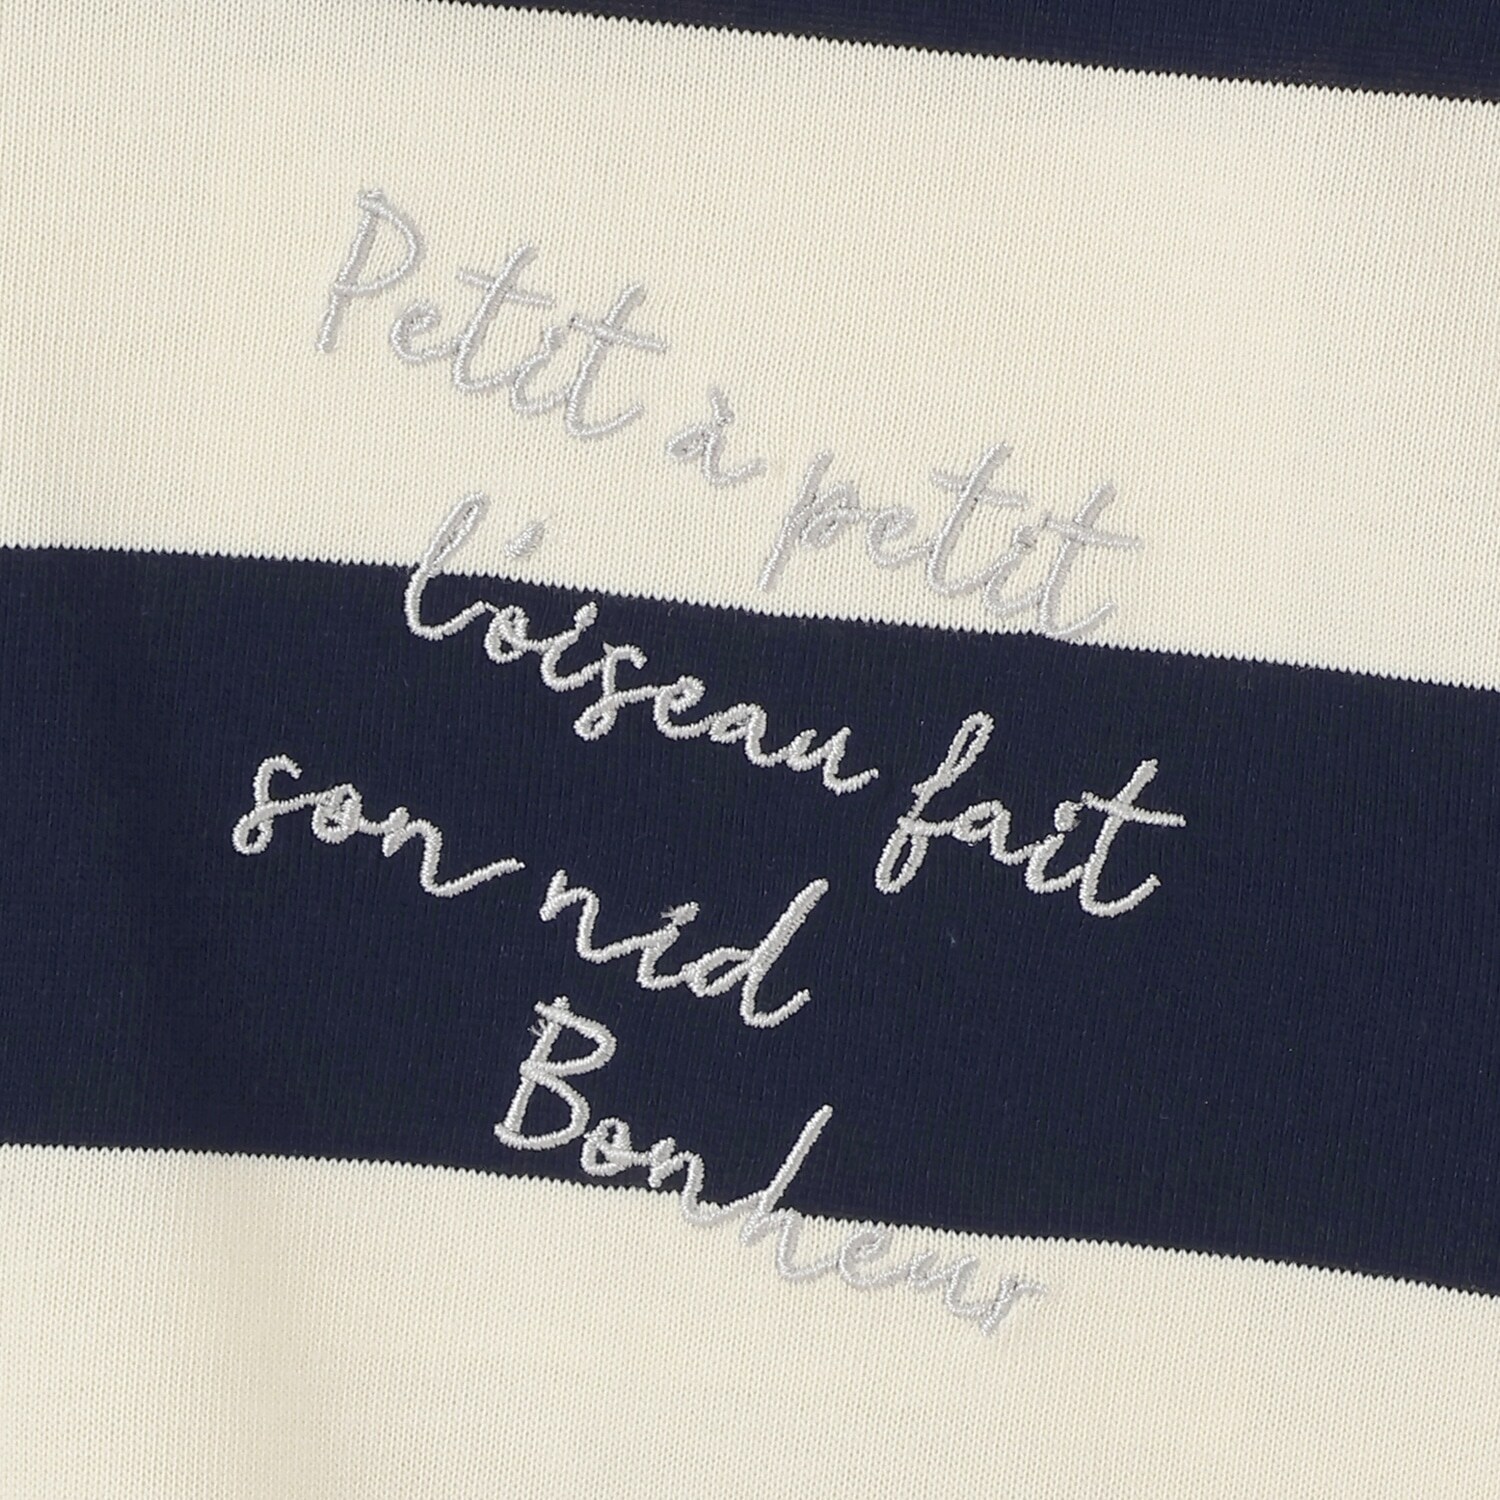 Petit à petit
l'oiseau fait
son nid
Bonheur